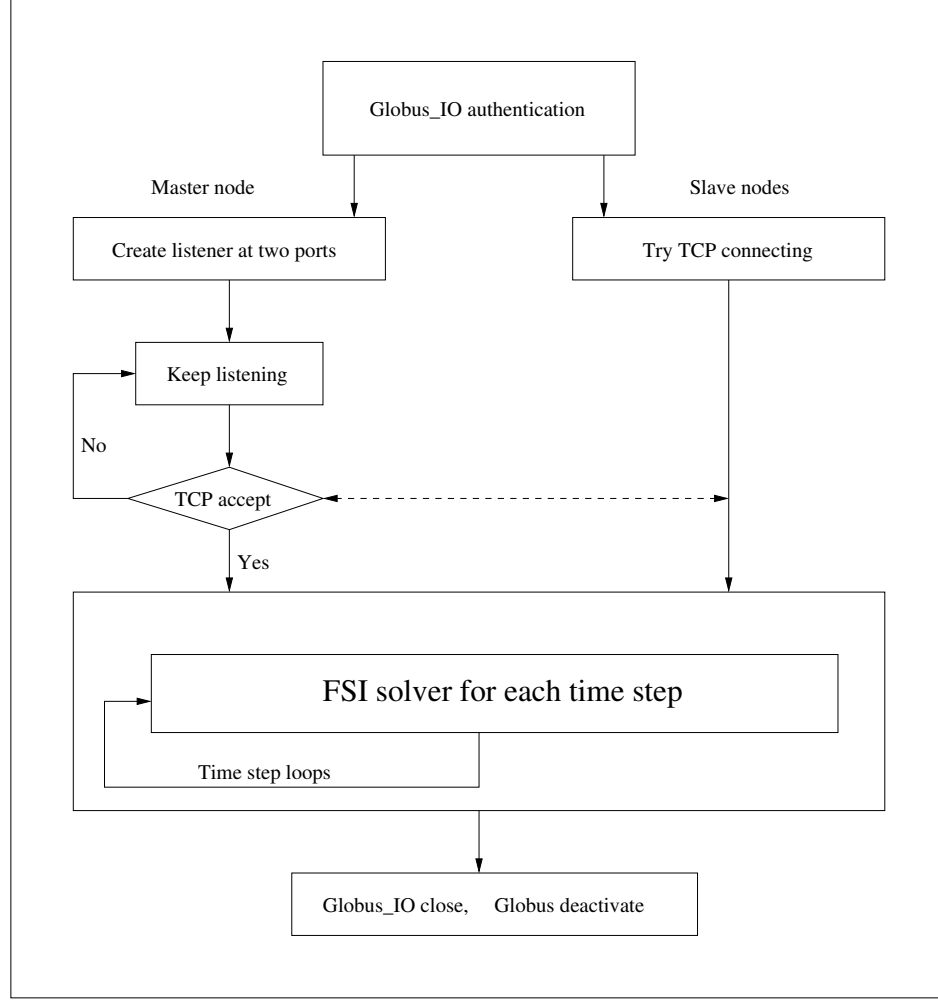 Globus_IO authentication
Master node
Slave nodes
Create listener at two ports
Try TCP connecting
Keep listening
No
TCP accept
Yes
FSI solver for each time step
Time step loops
Globus_IO close, Globus deactivate